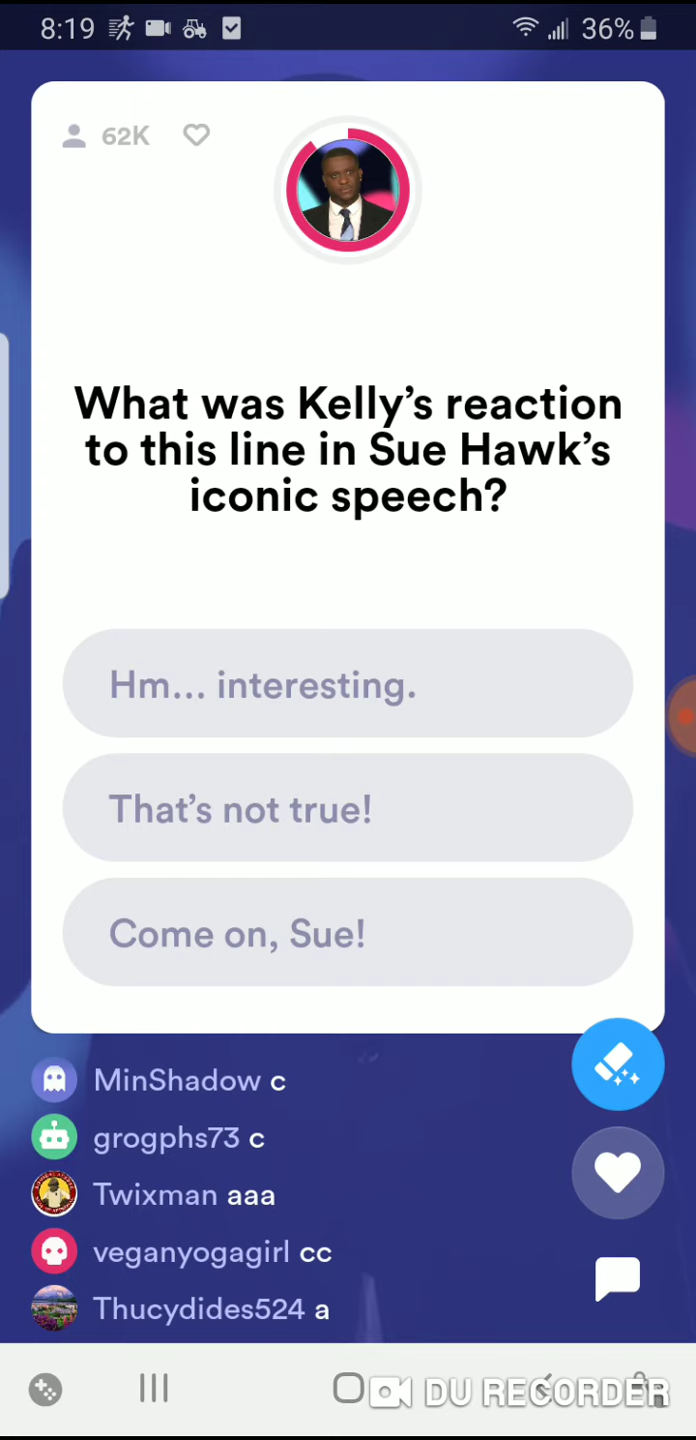 8:19 36%
62K
What was Kelly's reaction
to this line in Sue Hawk's
iconic speech?
Hm... interesting.
That's not true!
Come on, Sue!
MinShadow c
grogphs73 c
Twixman aaa
veganyogagirl cc
Thucydides524 a
DU RECORDER